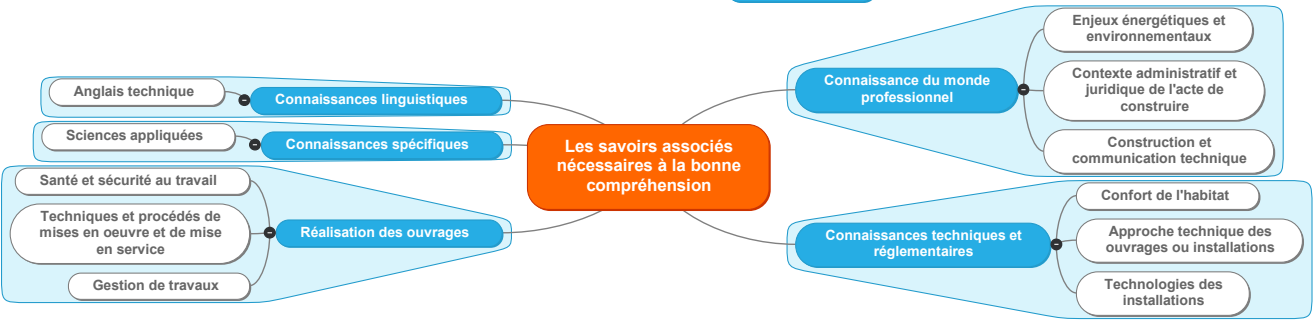 Les savoirs associés
nécessaires à la bonne
compréhension
Connaissance du monde
professionnel
Enjeux énergétiques et
environnementaux
Contexte administratif et
juridique de l'acte de
construire
Construction et
communication technique
Connaissances techniques et
réglementaires
Confort de l'habitat
Approche technique des
ouvrages ou installations
Technologies des
installations
Connaissances linguistiques
Anglais technique
Connaissances spécifiques
Sciences appliquées
Réalisation des ouvrages
Santé et sécurité au travail
Techniques et procédés de
mises en oeuvre et de mise
en service
Gestion de travaux